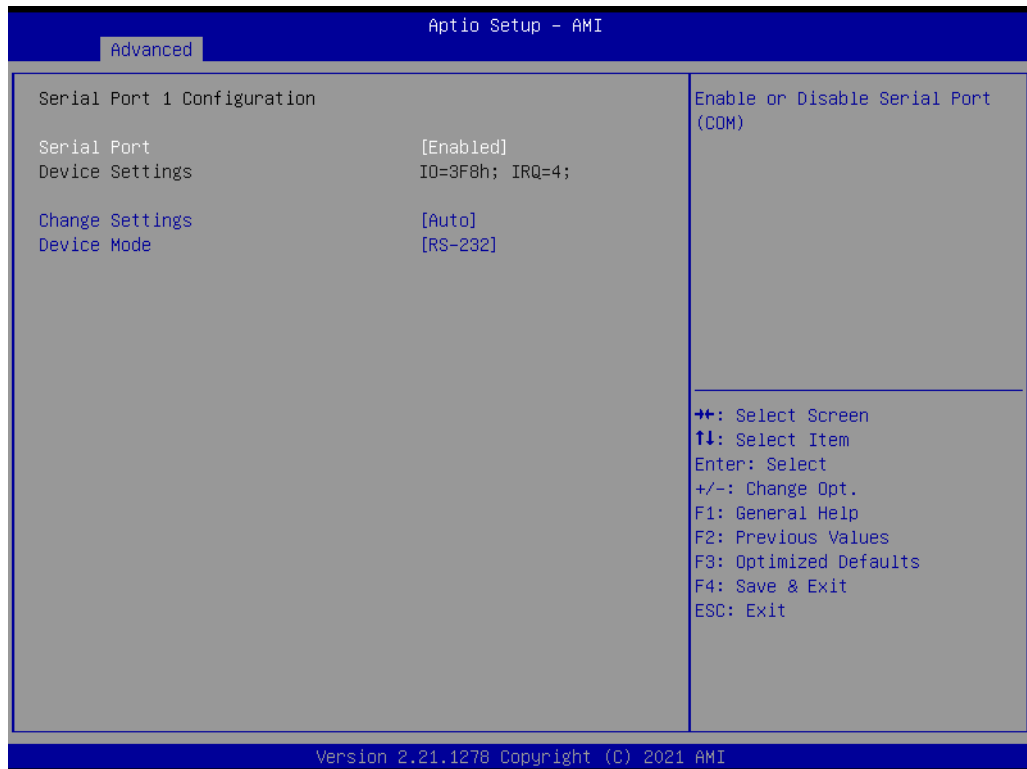 Aptio Setup – AMI
Advanced
Serial Port 1 Configuration
Serial Port [Enabled]
Device Settings IO=3F8h; IRQ=4;
Change Settings [Auto]
Device Mode [RS-232]
Enable or Disable Serial Port
(COM)
→←: Select Screen
↑↓: Select Item
Enter: Select
+/-: Change Opt.
F1: General Help
F2: Previous Values
F3: Optimized Defaults
F4: Save & Exit
ESC: Exit
Version 2.21.1278 Copyright (C) 2021 AMI